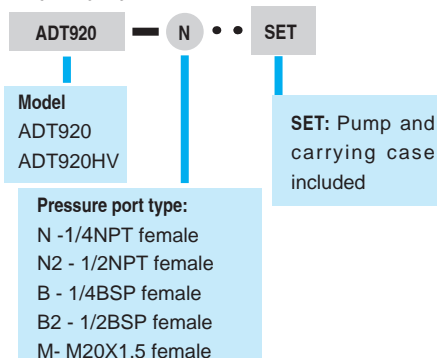 ADT920 — N • • SET
Model
ADT920
ADT920HV
SET: Pump and
carrying case
included
Pressure port type:
N -1/4NPT female
N2 - 1/2NPT female
B - 1/4BSP female
B2 - 1/2BSP female
M- M20X1.5 female